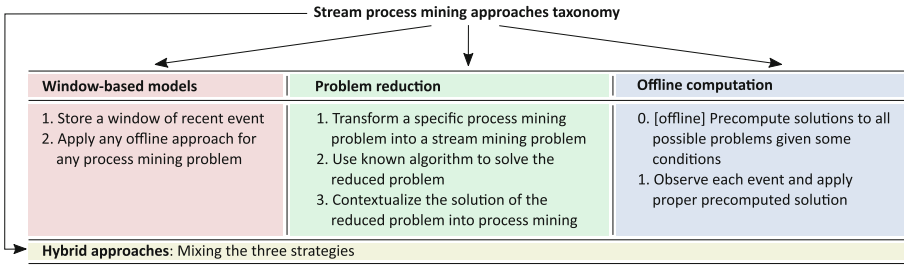 Stream process mining approaches taxonomy
Window-based models
1. Store a window of recent event
2. Apply any offline approach for
any process mining problem
Problem reduction
1. Transform a specific process mining
problem into a stream mining problem
2. Use known algorithm to solve the
reduced problem
3. Contextualize the solution of the
reduced problem into process mining
Offline computation
0. [offline] Precompute solutions to all
possible problems given some
conditions
1. Observe each event and apply
proper precomputed solution
Hybrid approaches: Mixing the three strategies